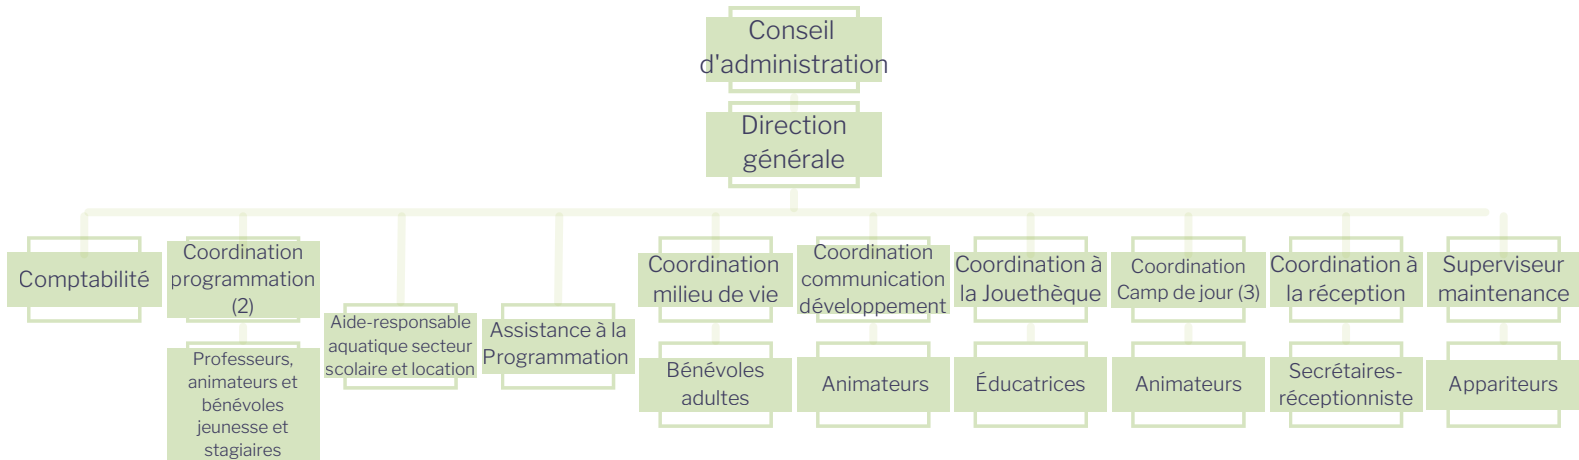 Conseil
d'administration
Direction
générale
Comptabilité
Coordination
programmation
(2)
Professeurs,
animateurs et
bénévoles
jeunesse et
stagiaires
Aide-responsable
aquatique secteur
scolaire et location
Assistance à la
Programmation
Coordination
milieu de vie
Bénévoles
adultes
Coordination
communication
développement
Animateurs
Coordination à
la Jouethèque
Éducatrices
Coordination
Camp de jour (3)
Animateurs
Coordination à
la réception
Secrétaires-
réceptionniste
Superviseur
maintenance
Appariteurs